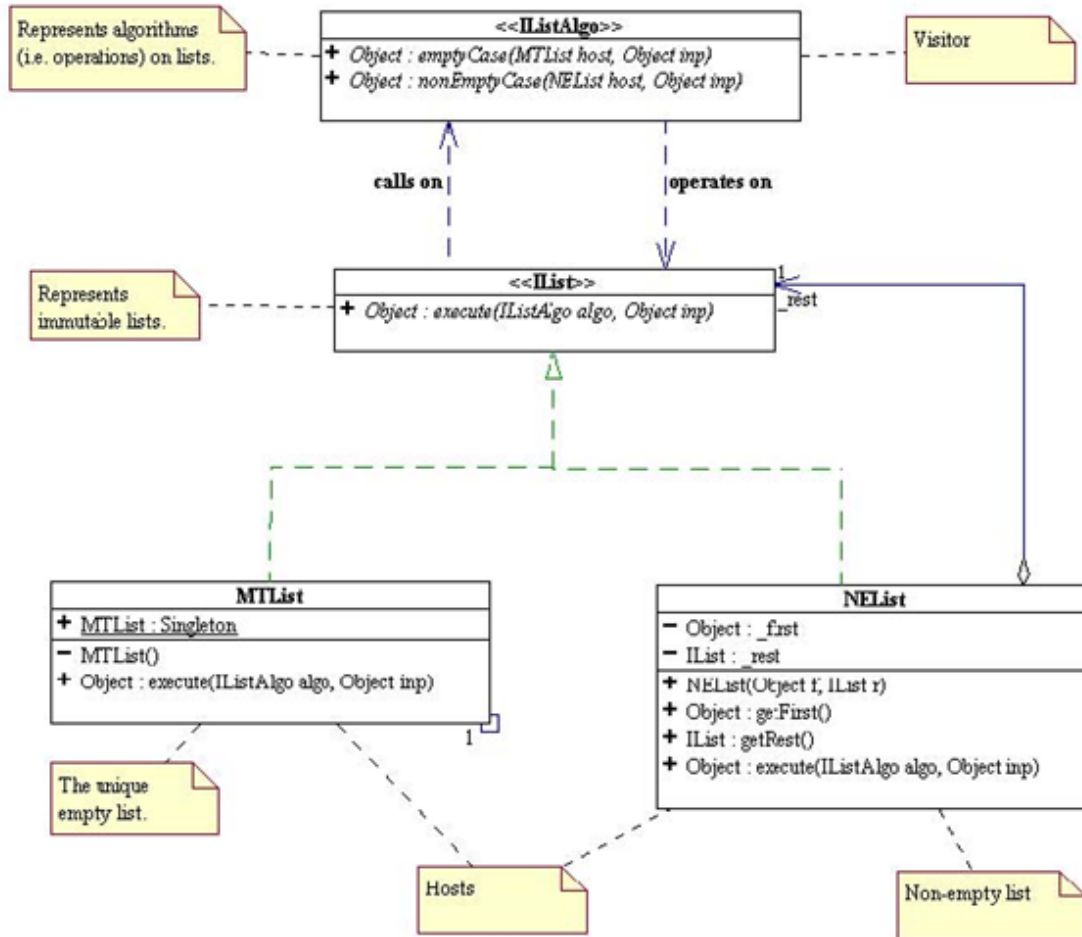 Represents algorithms
(i.e. operations) on lists.
<<IListAlgo>>
+ Object : emptyCase(MTList host, Object inp)
+ Object : nonEmptyCase(NEList host, Object inp)
Visitor
calls on
operates on
Represents
immutable lists.
<<IList>>
+ Object : execute(IListAlgo algo, Object inp)
1
_rest
MTList
+ MTList : Singleton
- MTList()
+ Object : execute(IListAlgo algo, Object inp)
1
NEList
- Object : _first
- IList : _rest
+ NEList(Object f, IList r)
+ Object : getFirst()
+ IList : getRest()
+ Object : execute(IListAlgo algo, Object inp)
The unique
empty list.
Hosts
Non-empty list